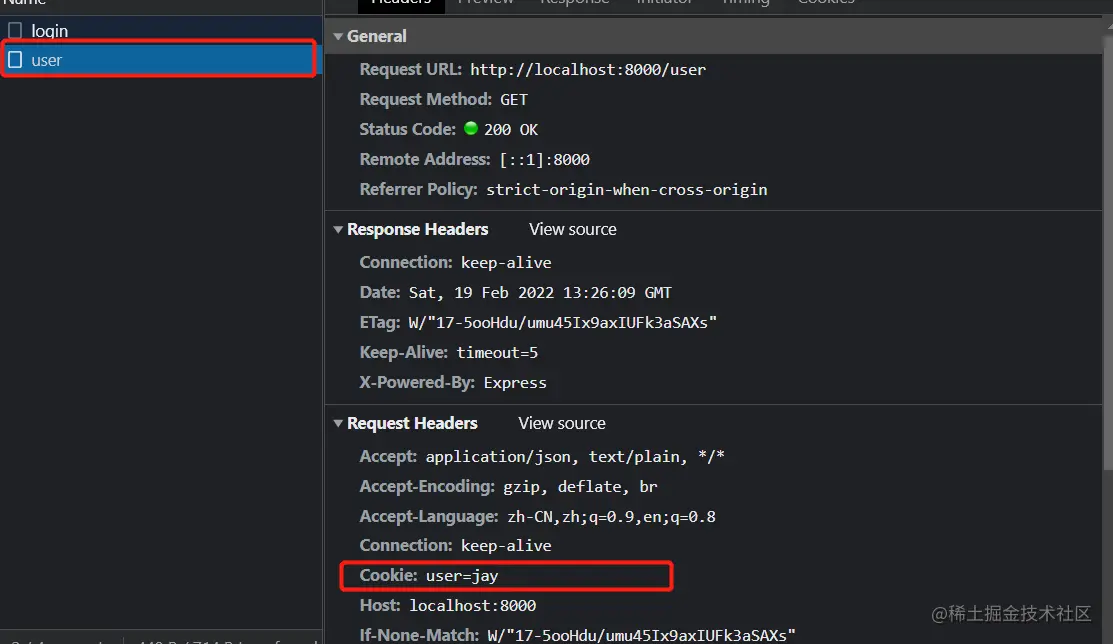 Name
Headers Preview Response Initiator Timing Cookies
login
user
General
Request URL: http://localhost:8000/user
Request Method: GET
Status Code: 200 OK
Remote Address: [::1]:8000
Referrer Policy: strict-origin-when-cross-origin
Response Headers View source
Connection: keep-alive
Date: Sat, 19 Feb 2022 13:26:09 GMT
ETag: W/"17-5ooHdu/umu45Ix9axIUFk3aSAXs"
Keep-Alive: timeout=5
X-Powered-By: Express
Request Headers View source
Accept: application/json, text/plain, */*
Accept-Encoding: gzip, deflate, br
Accept-Language: zh-CN,zh;q=0.9,en;q=0.8
Connection: keep-alive
Cookie: user=jay
Host: localhost:8000
If-None-Match: W/"17-5ooHdu/umu45Ix9axIUFk3aSAXs"
@稀土掘金技术社区